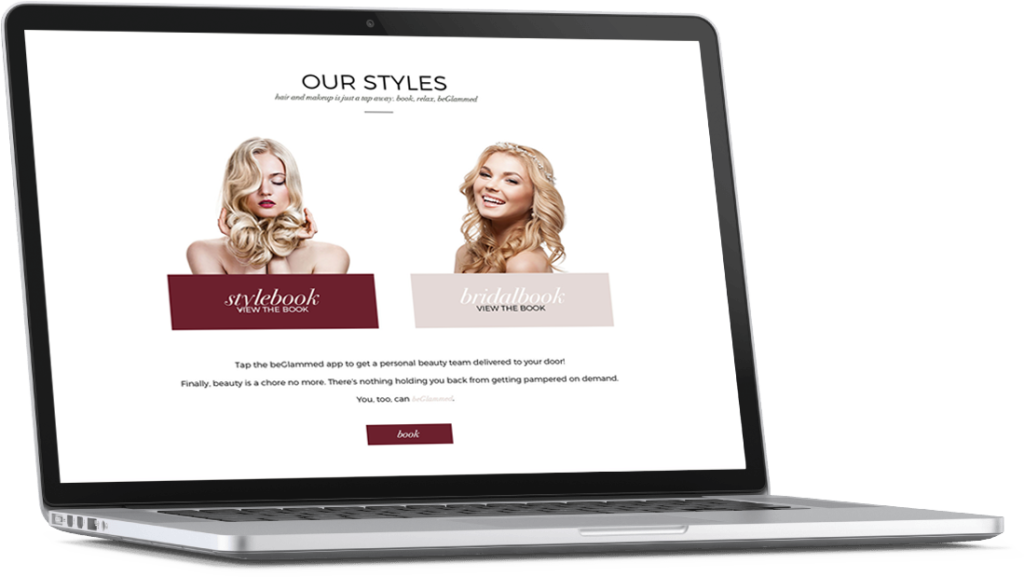 OUR STYLES
hair and makeup is just a tap away. book, relax, beGlammed
stylebook
VIEW THE BOOK
bridalbook
VIEW THE BOOK
Tap the beGlammed app to get a personal beauty team delivered to your door!
Finally, beauty is a chore no more. There's nothing holding you back from getting pampered on demand.
You, too, can beGlammed.
book